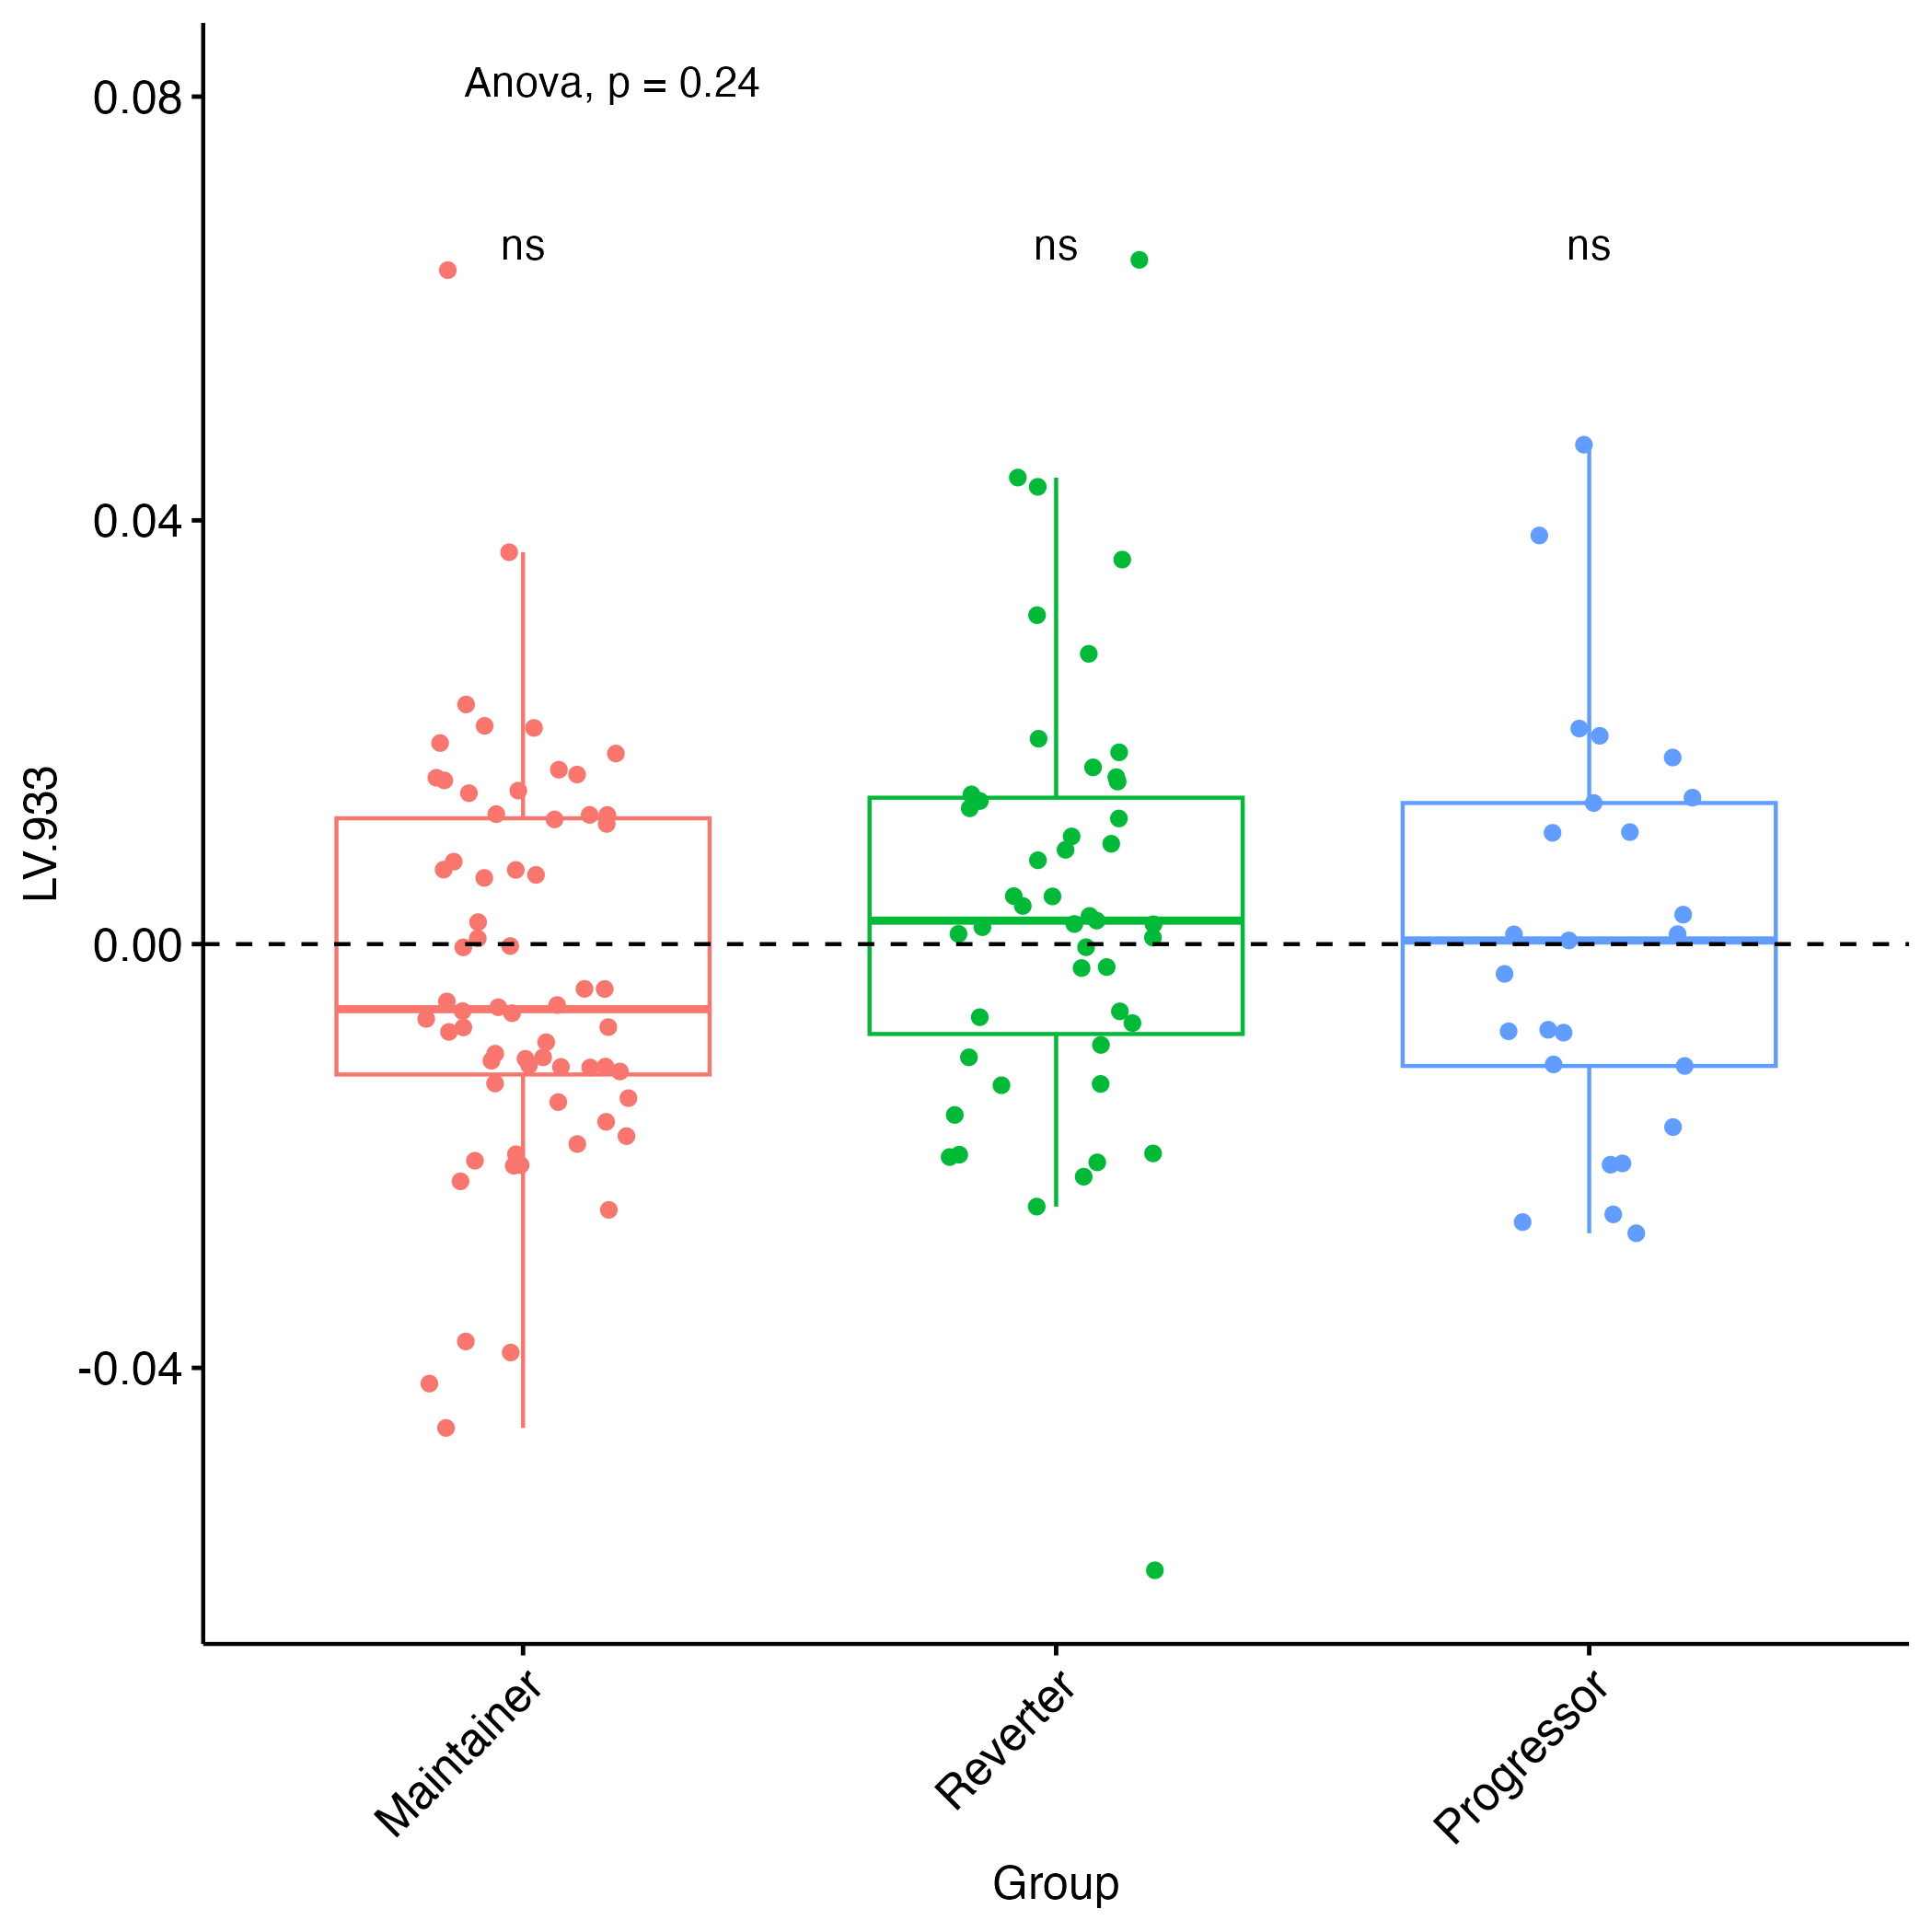 Anova, p = 0.24
ns ns ns
0.08
0.04
0.00
-0.04
LV.933
Maintainer
Reverter
Progressor
Group